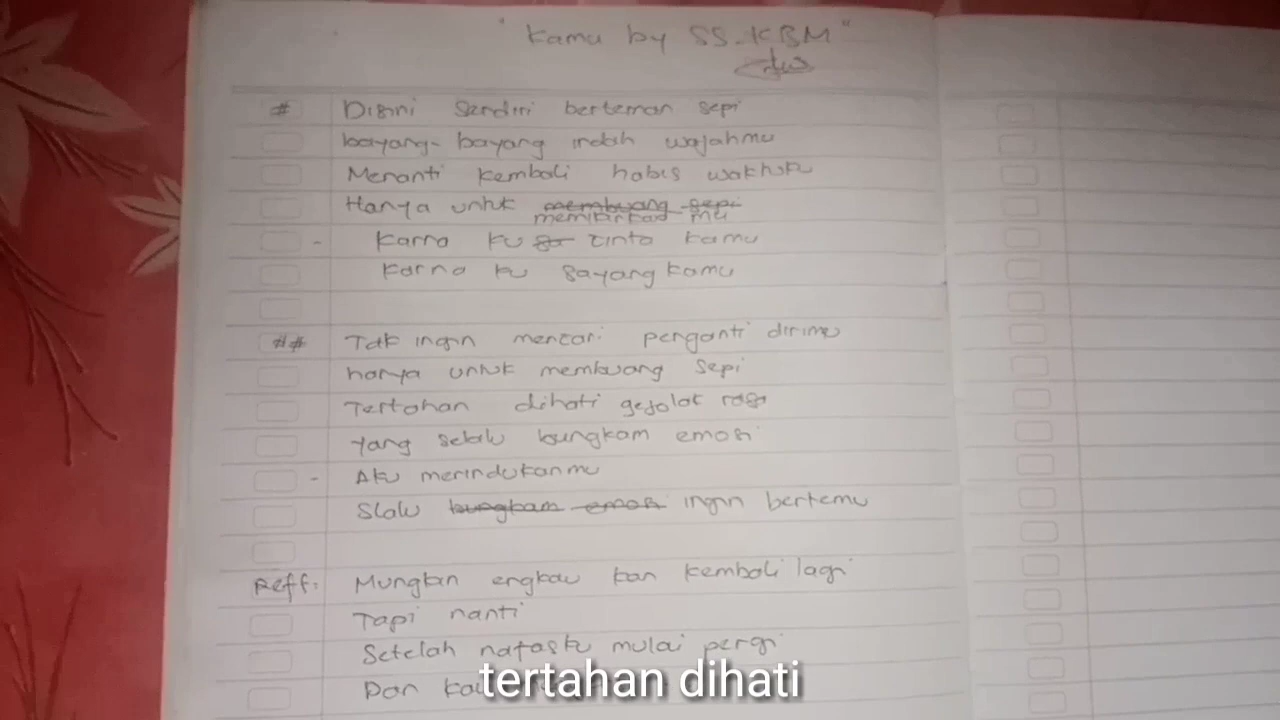 "Kamu by SS-KBM"
# Disini sendiri berteman sepi
bayang-bayang indah wajahmu
Menanti kembali habis waktuku
Hanya untuk membuang sepi
memikirkan mu
- Karna ku cinta kamu
Karna ku sayang kamu
## Tak ingin mencari penganti dirimu
hanya untuk membuang sepi
Tertahan dihati gejolak rasa
yang selalu bungkam emosi
- Aku merindukanmu
Slalu bungkam emosi ingin bertemu
Reff: Mungkin engkau kan kembali lagi
Tapi nanti
Setelah nafasku mulai pergi
Dan
tertahan dihati